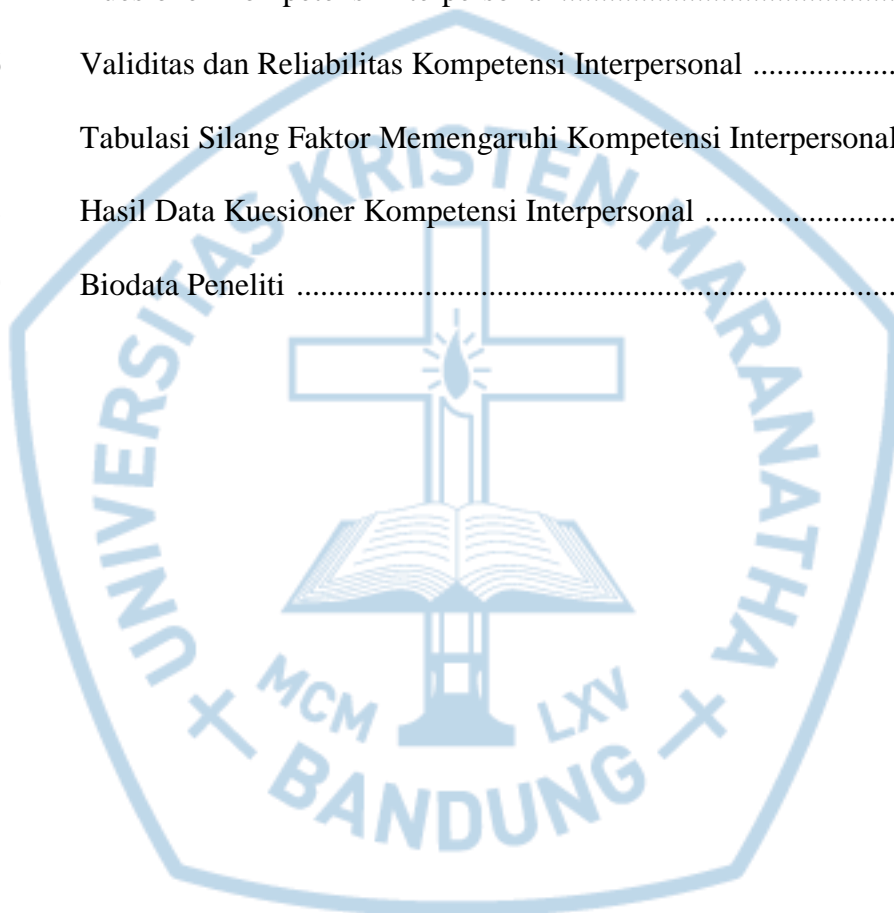 Validitas dan Reliabilitas Kompetensi Interpersonal ..................
Tabulasi Silang Faktor Memengaruhi Kompetensi Interpersonal
Hasil Data Kuesioner Kompetensi Interpersonal ........................
Biodata Peneliti ...........................................................................
UNIVERSITAS KRISTEN MARANATHA
MCM LXV
BANDUNG